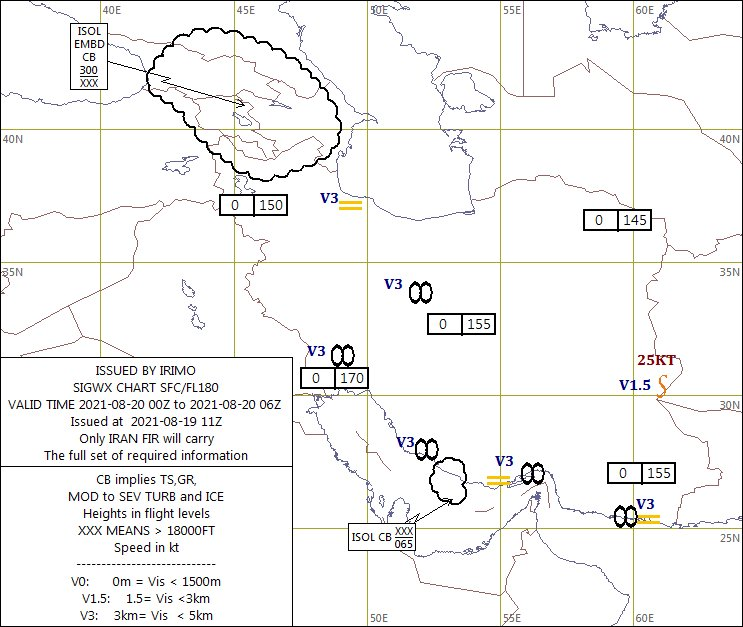 40E
45E
50E
55E
60E
ISOL
EMBD
CB
300
XXX
40N
40N
0 150
V3
0 145
35N
35N
V3
0 155
V3
0 170
25KT
V1.5
30N
ISSUED BY IRIMO
SIGWX CHART SFC/FL180
VALID TIME 2021-08-20 00Z to 2021-08-20 06Z
Issued at 2021-08-19 11Z
Only IRAN FIR will carry
The full set of required information
V3
V3
0 155
V3
CB implies TS,GR,
MOD to SEV TURB and ICE
Heights in flight levels
XXX MEANS > 18000FT
Speed in kt
----------------------------
V0: 0m = Vis < 1500m
V1.5: 1.5= Vis <3km
V3: 3km= Vis < 5km
ISOL CB XXX
065
25N
50E
55E
60E